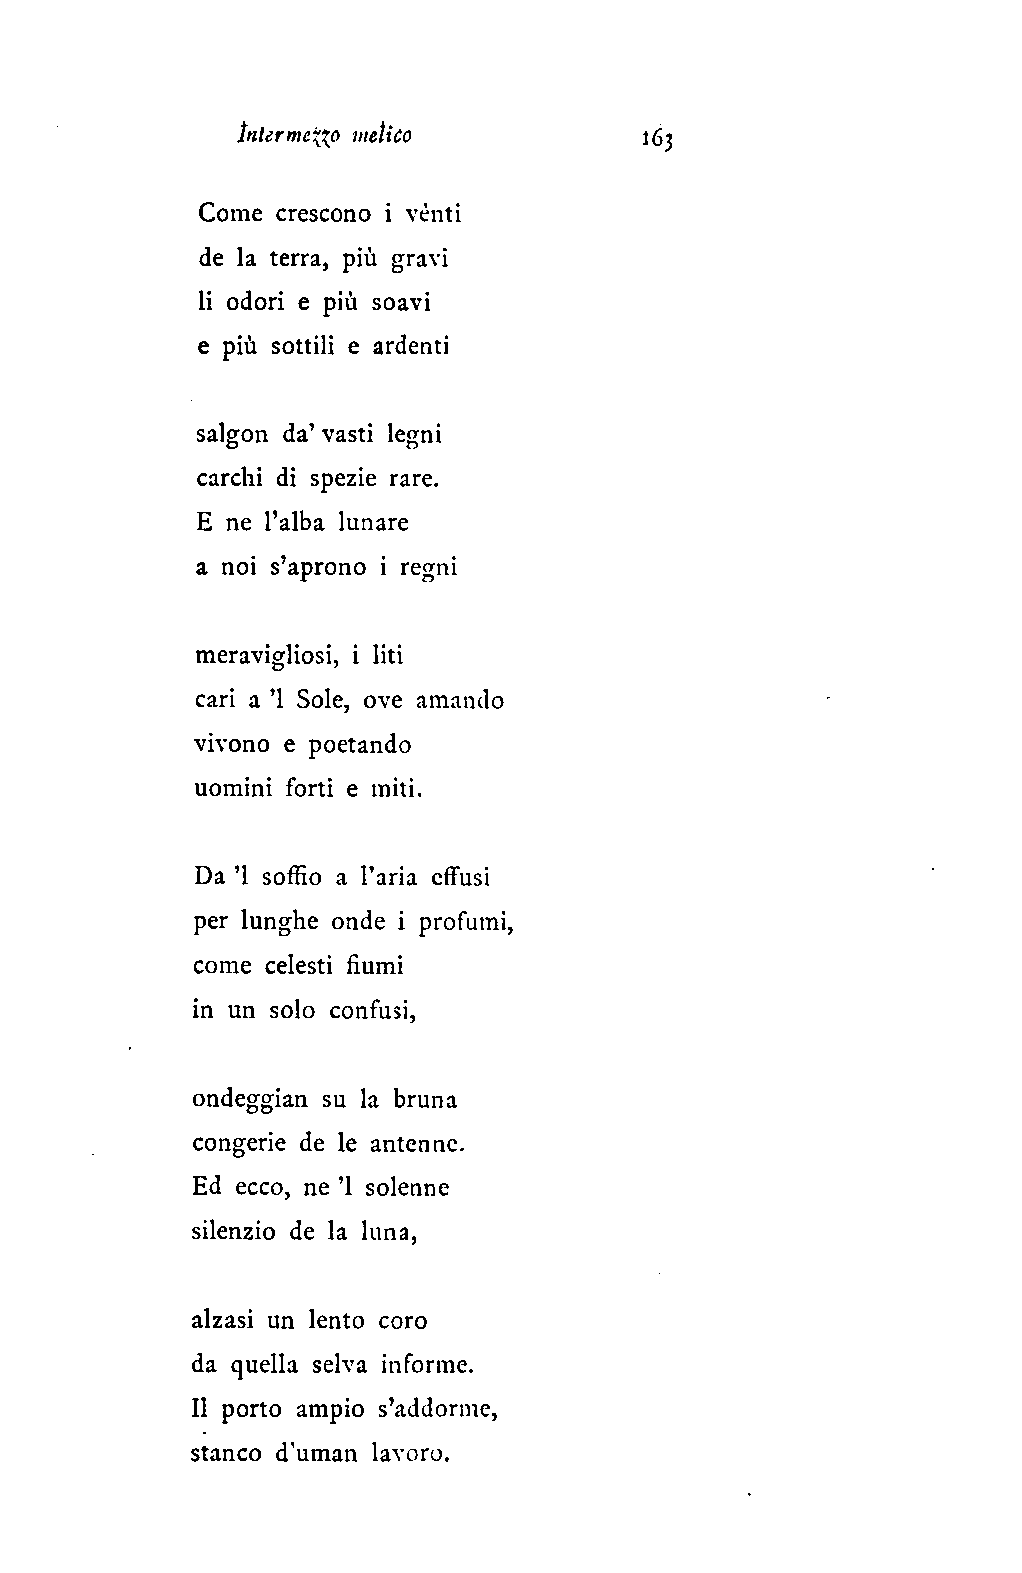 Intermezzo melico 163
Come crescono i vènti
de la terra, più gravi
li odori e più soavi
e più sottili e ardenti
salgon da' vasti legni
carchi di spezie rare.
E ne l'alba lunare
a noi s'aprono i regni
meravigliosi, i liti
cari a 'l Sole, ove amando
vivono e poetando
uomini forti e miti.
Da 'l soffio a l'aria effusi
per lunghe onde i profumi,
come celesti fiumi
in un solo confusi,
ondeggian su la bruna
congerie de le antenne.
Ed ecco, ne 'l solenne
silenzio de la luna,
alzasi un lento coro
da quella selva informe.
Il porto ampio s'addorme,
stanco d'uman lavoro.